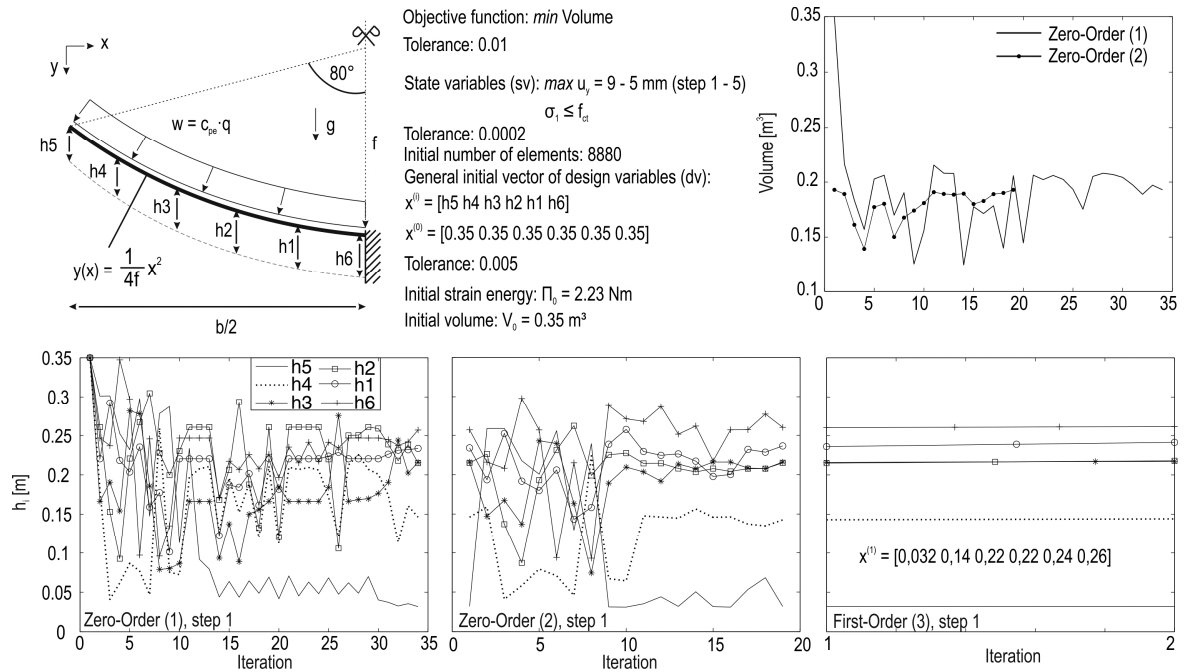 x
y
80°
w = cpe·q
g
f
h5
h4
h3
h2
h1
h6
y(x) = 1/4f x²
b/2
Objective function: min Volume
Tolerance: 0.01
State variables (sv): max uy = 9 - 5 mm (step 1 - 5)
σ1 ≤ fct
Tolerance: 0.0002
Initial number of elements: 8880
General initial vector of design variables (dv):
x(i) = [h5 h4 h3 h2 h1 h6]
x(0) = [0.35 0.35 0.35 0.35 0.35 0.35]
Tolerance: 0.005
Initial strain energy: Π0 = 2.23 Nm
Initial volume: V0 = 0.35 m³
Volume [m³]
0.35
0.3
0.25
0.2
0.15
0.1
0 5 10 15 20 25 30 35
Zero-Order (1)
Zero-Order (2)
Iteration
hi [m]
0.35
0.3
0.25
0.2
0.15
0.1
0.05
0
h5 h2
h4 h1
h3 h6
Zero-Order (1), step 1
0 5 10 15 20 25 30 35
Iteration
Zero-Order (2), step 1
0 5 10 15 20
Iteration
x(1) = [0,032 0,14 0,22 0,22 0,24 0,26]
First-Order (3), step 1
1 2
Iteration